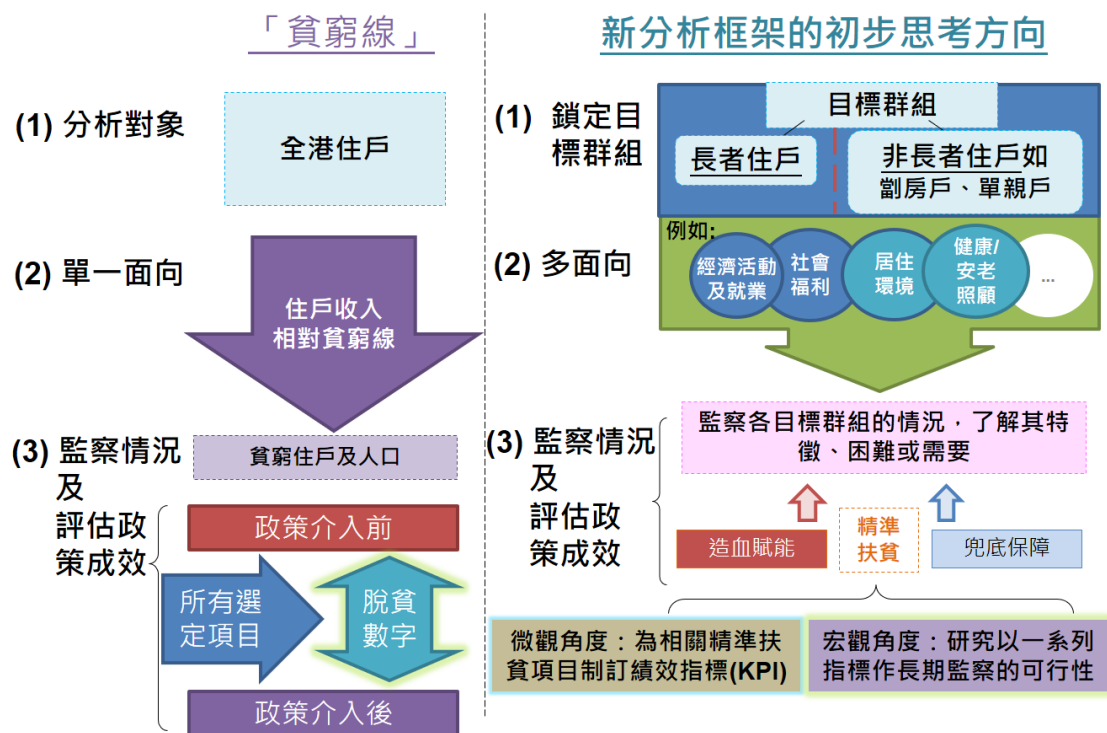 「貧窮線」
(1) 分析對象
全港住戶
(2) 單一面向
住戶收入
相對貧窮線
(3) 監察情況
及
評估政
策成效
貧窮住戶及人口
政策介入前
所有選
定項目
脫貧
數字
政策介入後
新分析框架的初步思考方向
(1) 鎖定目
標群組
目標群組
長者住戶
非長者住戶如
劏房戶、單親戶
(2) 多面向
例如:
經濟活動
及就業
社會
福利
居住
環境
健康/
安老
照顧
...
(3) 監察情況
及
評估政
策成效
監察各目標群組的情況，了解其特
徵、困難或需要
造血賦能
精準
扶貧
兜底保障
微觀角度：為相關精準扶
貧項目制訂績效指標(KPI)
宏觀角度：研究以一系列
指標作長期監察的可行性